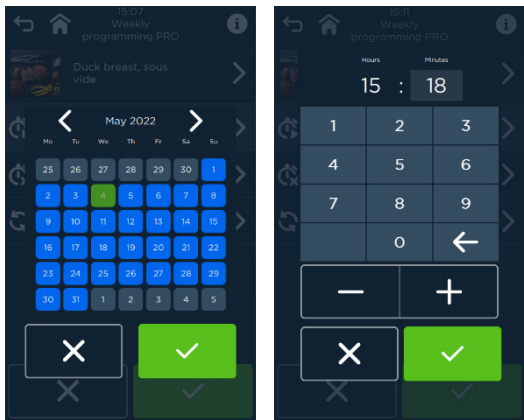 15:07
Weekly
programming PRO
i
Duck breast, sous
vide
May 2022
Mo Tu We Th Fr Sa Su
25 26 27 28 29 30 1
2 3 4 5 6 7 8
9 10 11 12 13 14 15
16 17 18 19 20 21 22
23 24 25 26 27 28 29
30 31 1 2 3 4 5
15:11
Weekly
programming PRO
i
Hours Minutes
15 : 18
1 2 3
4 5 6
7 8 9
0